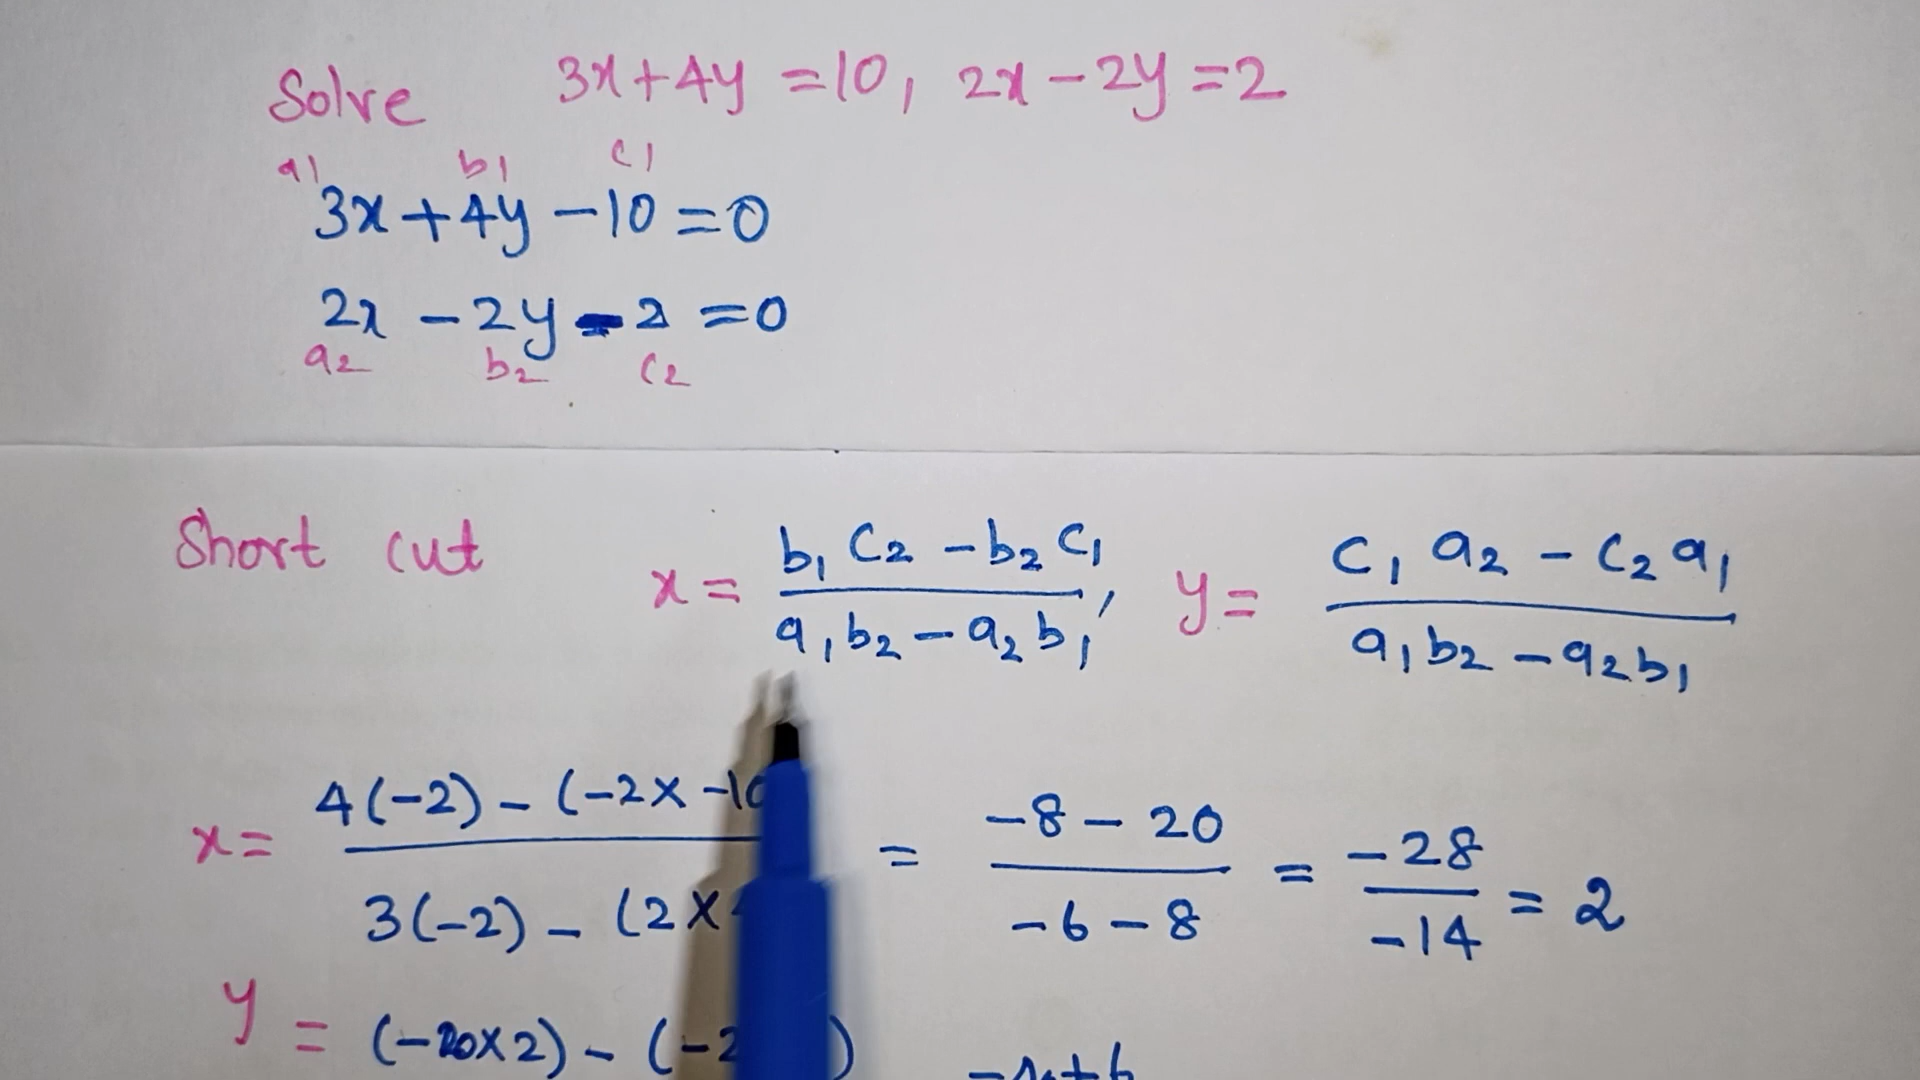 Solve 3x+4y =10, 2x-2y=2
a1 b1 c1
3x+4y-10=0
2x-2y-2=0
a2 b2 c2
Short cut x= b1c2-b2c1 / a1b2-a2b1, y= c1a2-c2a1 / a1b2-a2b1
x= 4(-2)-(-2x-10 / 3(-2)-(2x = -8-20 / -6-8 = -28 / -14 = 2
y = (-20x2)-(-2 )